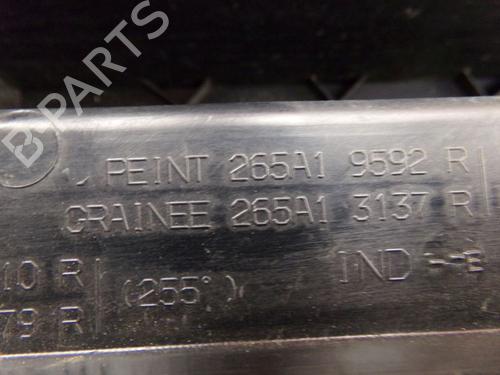 PEINT 265A1 9592 R
GRAINEE 265A1 3137 R
10 R
79 R
(255°)
IND
B-PARTS